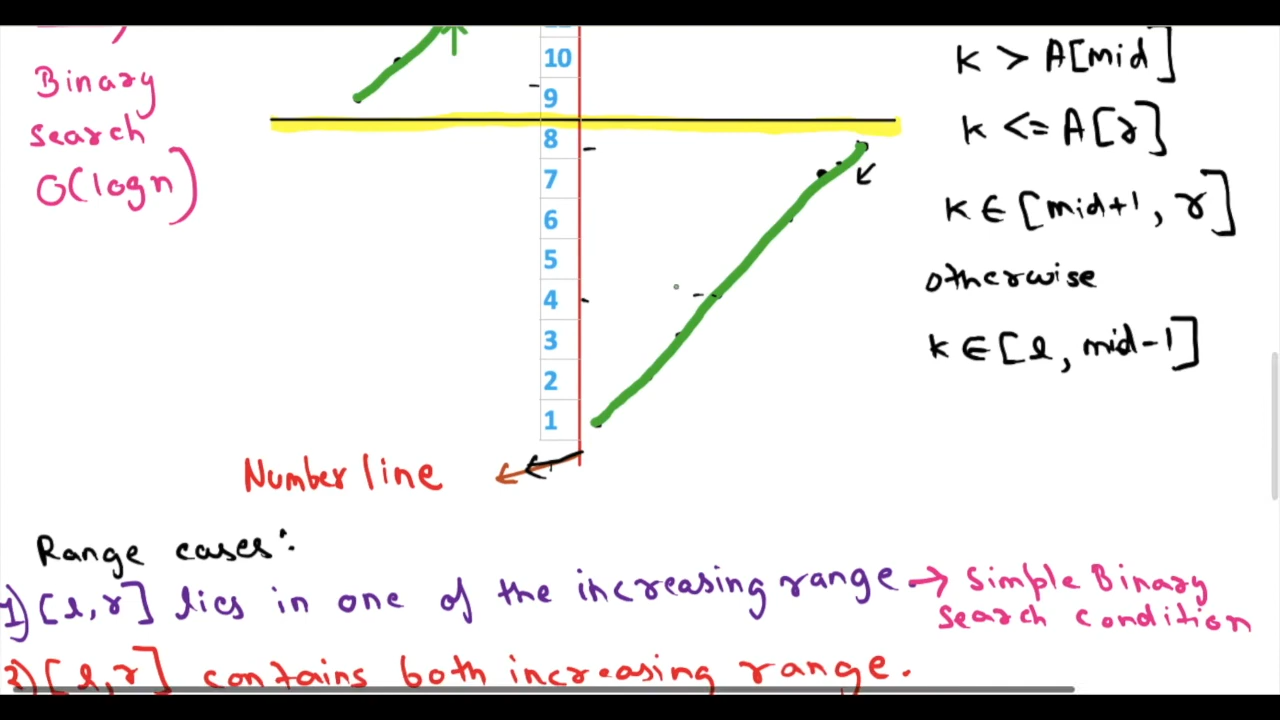 Binary
search
O(logn)
10
9
8
7
6
5
4
3
2
1
Number line
K > A[mid]
K <= A[r]
K ∈ [mid+1, r]
otherwise
K ∈ [l, mid-1]
Range cases:
1) [l, r] lies in one of the increasing range → Simple Binary
Search condition
2) [l, r] contains both increasing range.